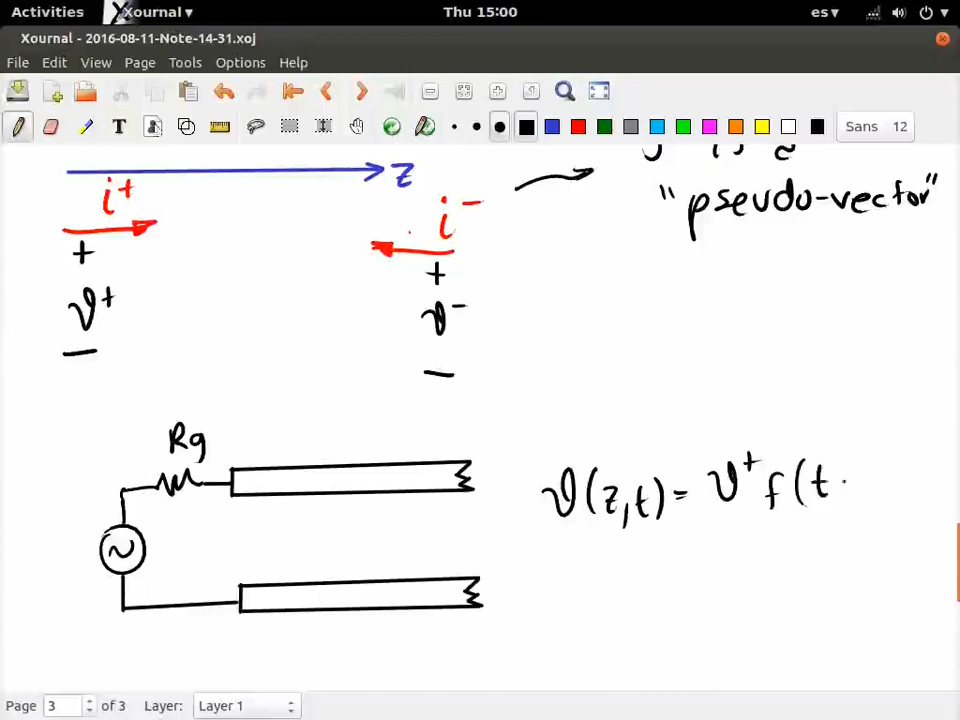 Activities
Xournal ▾
Thu 15:00
es ▾
Xournal - 2016-08-11-Note-14-31.xoj
File Edit View Page Tools Options Help
Sans 12
z
"pseudo-vector"
i⁺
i⁻
+
+
v⁺
v⁻
−
−
Rg
v(z,t) = v⁺ f(t
Page 3 of 3 Layer: Layer 1